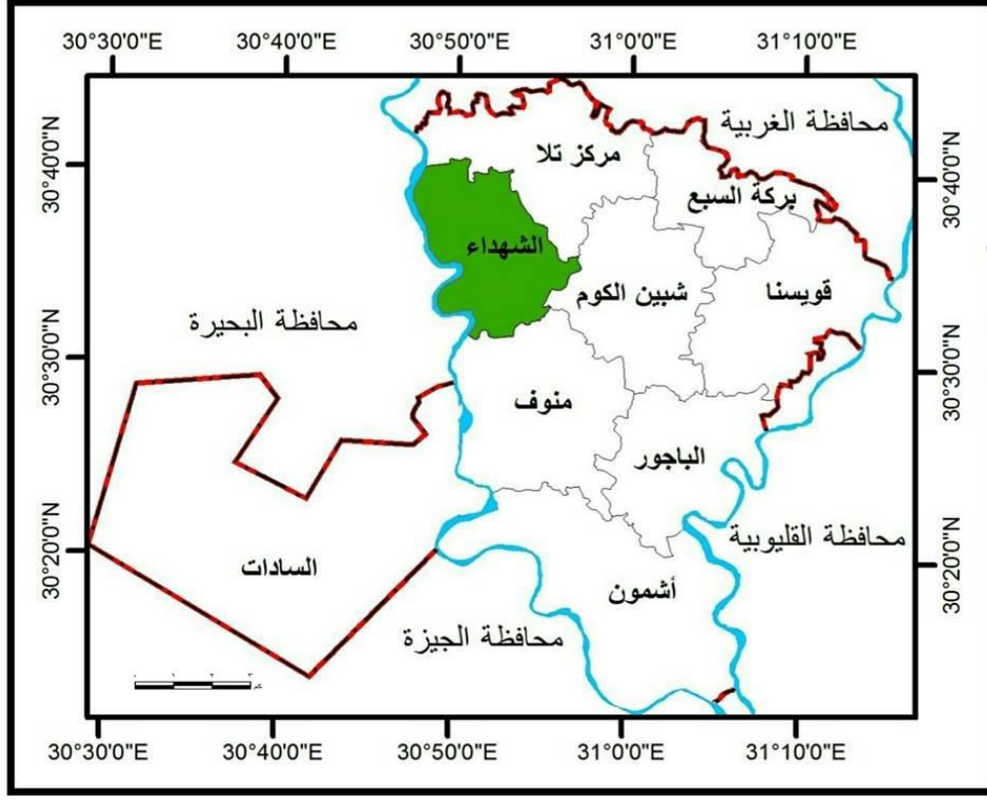 30°30'0"E 30°40'0"E 30°50'0"E 31°0'0"E 31°10'0"E
محافظة الغربية
مركز تلا
30°40'0"N
30°40'0"N
بركة السبع
الشهداء
شبين الكوم
قويسنا
محافظة البحيرة
30°30'0"N
30°30'0"N
منوف
الباجور
محافظة القليوبية
30°20'0"N
30°20'0"N
السادات
أشمون
محافظة الجيزة
كم
30°30'0"E 30°40'0"E 30°50'0"E 31°0'0"E 31°10'0"E